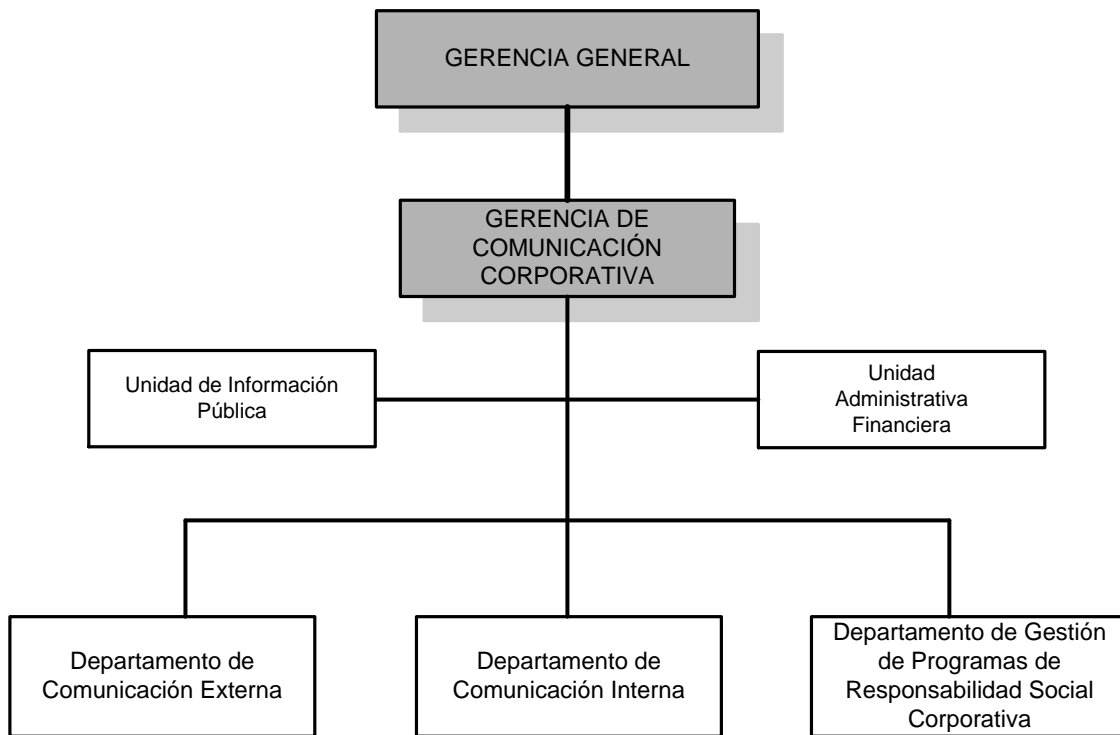 GERENCIA GENERAL
GERENCIA DE
COMUNICACIÓN
CORPORATIVA
Unidad de Información
Pública
Unidad
Administrativa
Financiera
Departamento de
Comunicación Externa
Departamento de
Comunicación Interna
Departamento de Gestión
de Programas de
Responsabilidad Social
Corporativa